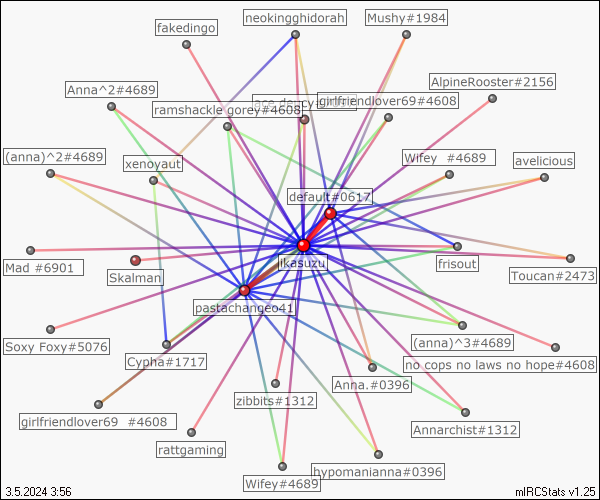 neokingghidorah
Mushy#1984
fakedingo
AlpineRooster#2156
Anna^2#4689
ramshackle gorey#4608
girlfriendlover69#4608
(anna)^2#4689
xenoyaut
Wifey #4689
avelicious
default#0617
Mad #6901
Skalman
ikasuzu
frisout
Toucan#2473
pastachangeo41
Soxy Foxy#5076
Cypha#1717
(anna)^3#4689
no cops no laws no hope#4608
Anna.#0396
zibbits#1312
girlfriendlover69 #4608
Annarchist#1312
rattgaming
hypomanianna#0396
Wifey#4689
3.5.2024 3:56
mIRCStats v1.25